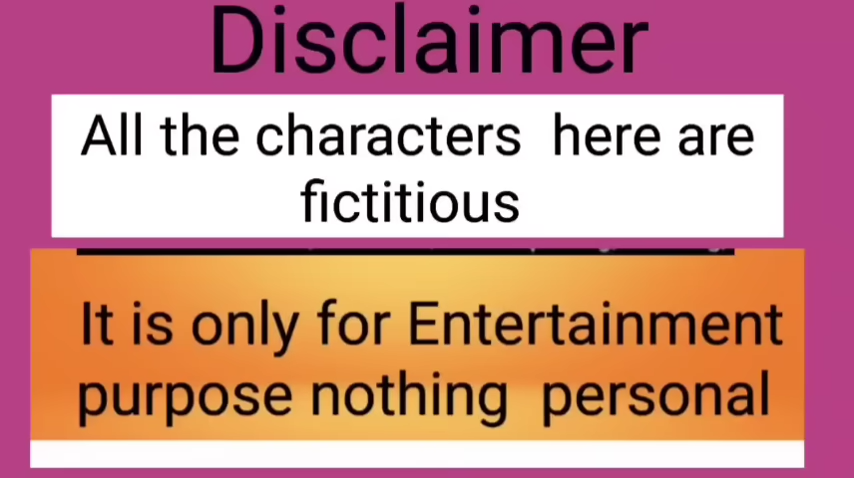 Disclaimer
All the characters here are
fictitious
It is only for Entertainment
purpose nothing personal